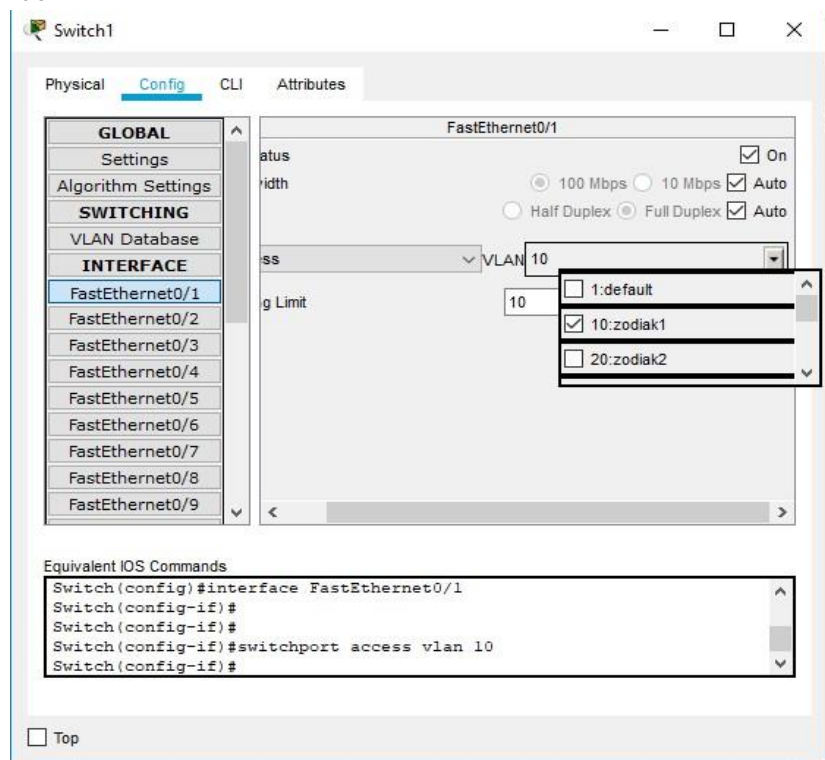 Switch1
Physical Config CLI Attributes
GLOBAL
Settings
Algorithm Settings
SWITCHING
VLAN Database
INTERFACE
FastEthernet0/1
FastEthernet0/2
FastEthernet0/3
FastEthernet0/4
FastEthernet0/5
FastEthernet0/6
FastEthernet0/7
FastEthernet0/8
FastEthernet0/9
FastEthernet0/1
atus On
width 100 Mbps 10 Mbps Auto
Half Duplex Full Duplex Auto
ess VLAN 10
g Limit 10
1:default
10:zodiak1
20:zodiak2
Equivalent IOS Commands
Switch(config)#interface FastEthernet0/1
Switch(config-if)#
Switch(config-if)#
Switch(config-if)#switchport access vlan 10
Switch(config-if)#
Top